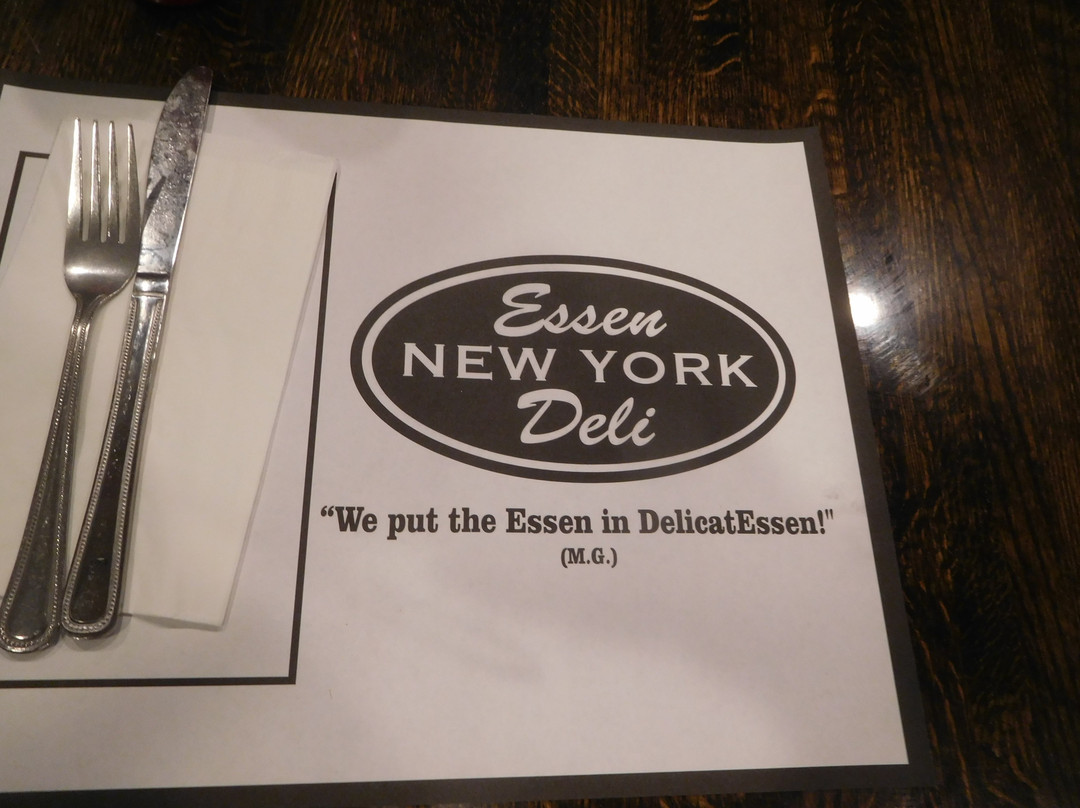 Essen
NEW YORK
Deli
“We put the Essen in DelicatEssen!"
(M.G.)